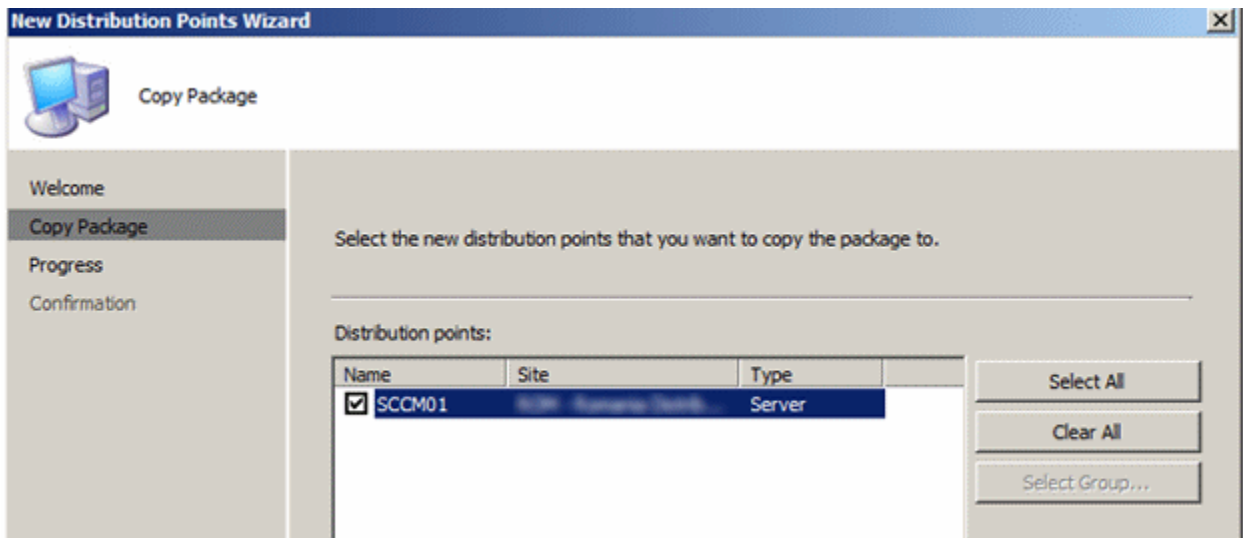 New Distribution Points Wizard
Copy Package
Welcome
Copy Package
Progress
Confirmation
Select the new distribution points that you want to copy the package to.
Distribution points:
Name Site Type
SCCM01 Server
Select All
Clear All
Select Group...